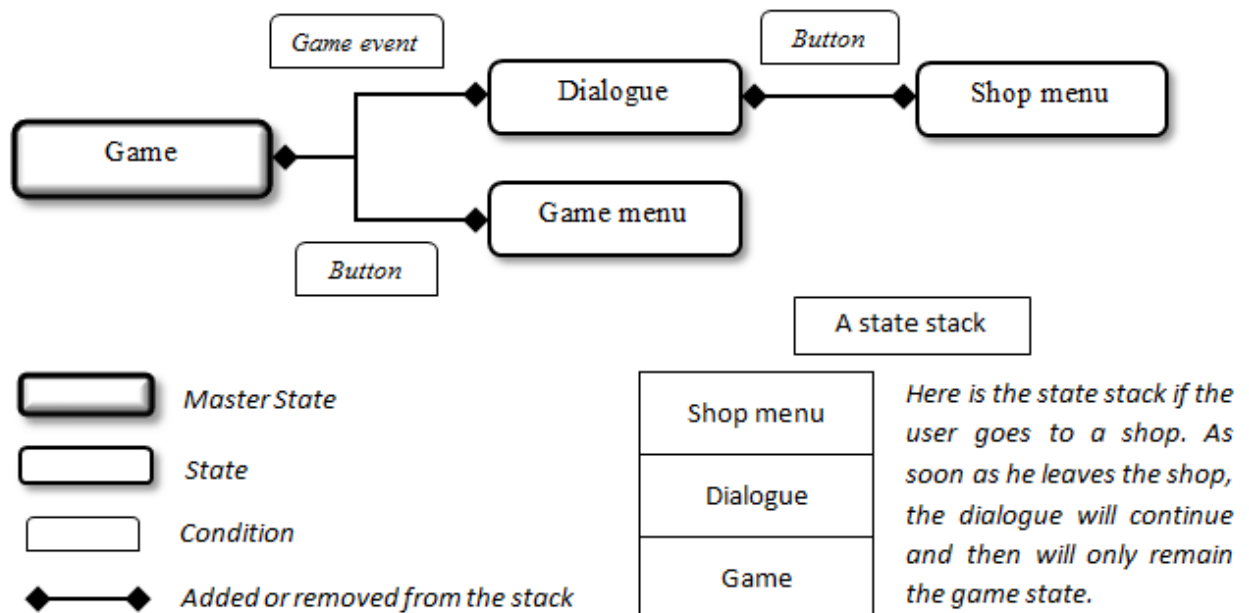 Game event
Button
Dialogue
Shop menu
Game
Game menu
Button
A state stack
Master State
State
Condition
Added or removed from the stack
Shop menu
Dialogue
Game
Here is the state stack if the
user goes to a shop. As
soon as he leaves the shop,
the dialogue will continue
and then will only remain
the game state.